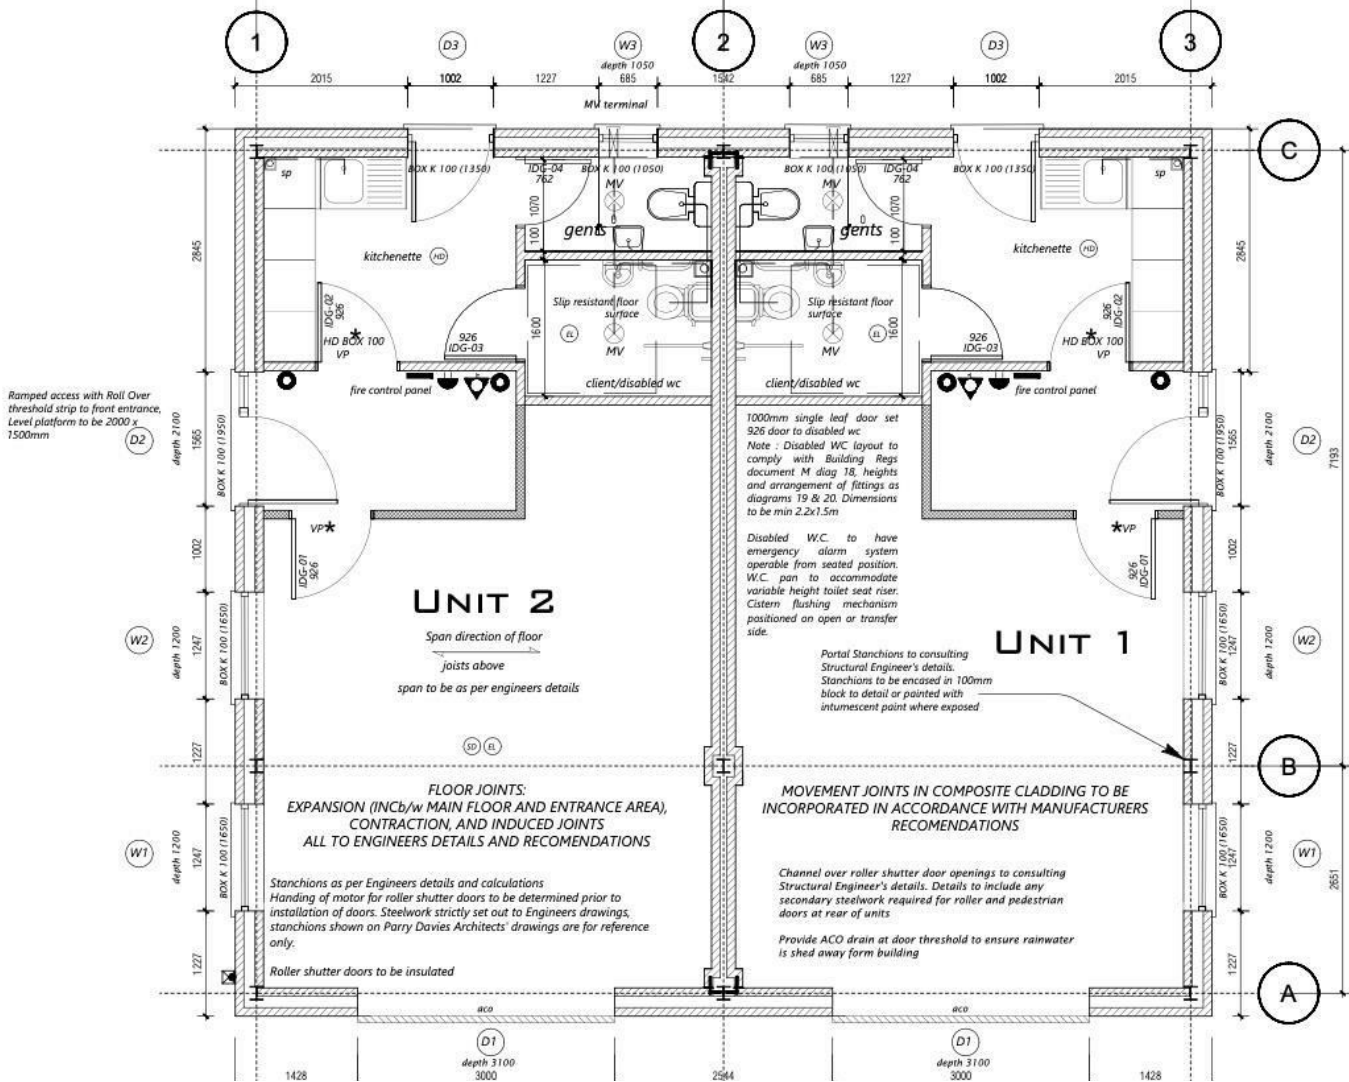 1
D3
W3
2
W3
D3
3
depth 1050
depth 1050
2015
1002
1227
685
1542
685
1227
1002
2015
MV terminal
C
BOX K 100 (1350)
IDG-04
762
BOX K 100 (1050)
BOX K 100 (1050)
IDG-04
762
BOX K 100 (1350)
sp
sp
MV
MV
1070
1070
100
100
gents
gents
kitchenette
HD
kitchenette
HD
2845
2845
IDG-02
926
IDG-02
926
Slip resistant floor
surface
Slip resistant floor
surface
EL
EL
1600
1600
HD BOX 100
VP
HD BOX 100
VP
926
IDG-03
926
IDG-03
MV
MV
client/disabled wc
client/disabled wc
fire control panel
fire control panel
Ramped access with Roll Over
threshold strip to front entrance,
Level platform to be 2000 x
1500mm
D2
depth 2100
1565
BOX K 100 (1950)
BOX K 100 (1950)
1565
depth 2100
D2
7193
1000mm single leaf door set
926 door to disabled wc
Note : Disabled WC layout to
comply with Building Regs
document M diag 18, heights
and arrangement of fittings as
diagrams 19 & 20. Dimensions
to be min 2.2x1.5m
Disabled W.C. to have
emergency alarm system
operable from seated position.
W.C. pan to accommodate
variable height toilet seat riser.
Cistern flushing mechanism
positioned on open or transfer
side.
VP*
*VP
1002
1002
IDG-01
926
IDG-01
926
UNIT 2
UNIT 1
Span direction of floor
joists above
span to be as per engineers details
W2
depth 1200
1247
BOX K 100 (1650)
BOX K 100 (1650)
1247
depth 1200
W2
Portal Stanchions to consulting
Structural Engineer's details.
Stanchions to be encased in 100mm
block to detail or painted with
intumescent paint where exposed
SD
EL
1227
1227
B
FLOOR JOINTS:
EXPANSION (INCb/w MAIN FLOOR AND ENTRANCE AREA),
CONTRACTION, AND INDUCED JOINTS
ALL TO ENGINEERS DETAILS AND RECOMENDATIONS
MOVEMENT JOINTS IN COMPOSITE CLADDING TO BE
INCORPORATED IN ACCORDANCE WITH MANUFACTURERS
RECOMENDATIONS
W1
depth 1200
1247
BOX K 100 (1650)
BOX K 100 (1650)
1247
depth 1200
W1
2651
Stanchions as per Engineers details and calculations
Handing of motor for roller shutter doors to be determined prior to
installation of doors. Steelwork strictly set out to Engineers drawings,
stanchions shown on Parry Davies Architects' drawings are for reference
only.
Roller shutter doors to be insulated
Channel over roller shutter door openings to consulting
Structural Engineer's details. Details to include any
secondary steelwork required for roller and pedestrian
doors at rear of units
Provide ACO drain at door threshold to ensure rainwater
is shed away form building
1227
1227
A
aco
aco
D1
D1
depth 3100
depth 3100
1428
3000
2544
3000
1428